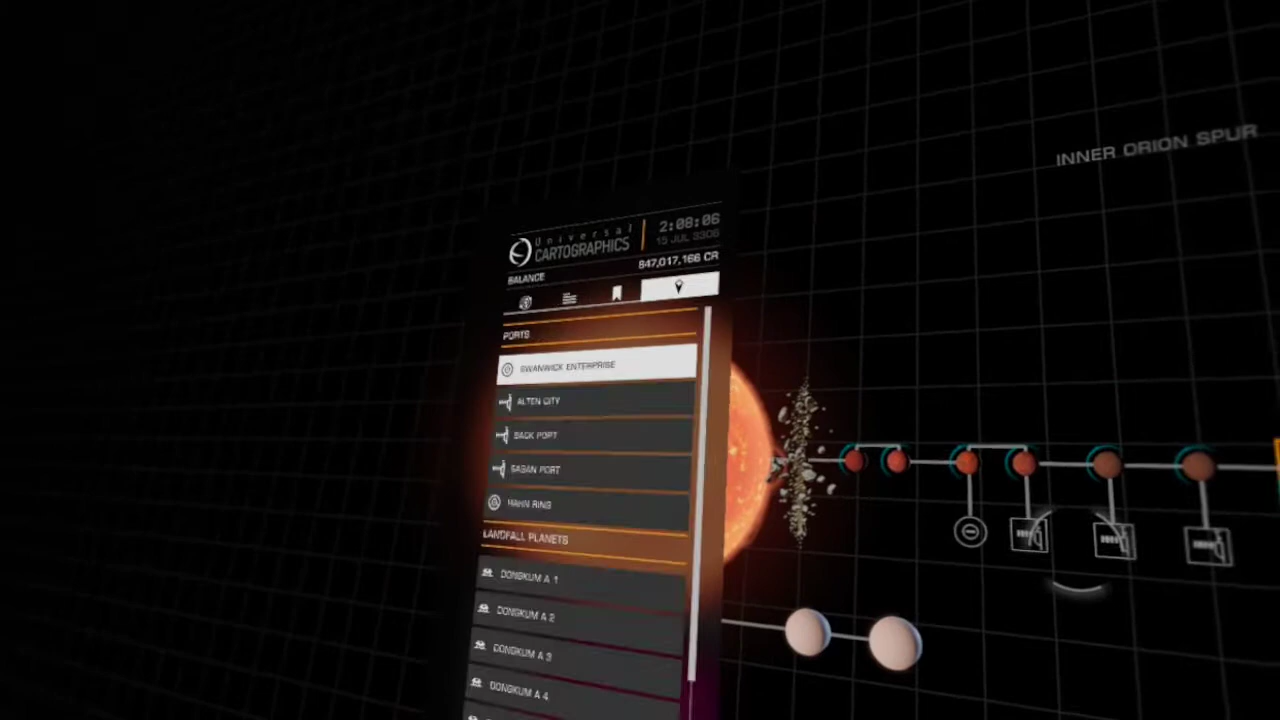 INNER ORION SPUR
Universal
CARTOGRAPHICS
2:08:06
15 JUL 3306
BALANCE
847,017,166 CR
PORTS
SWANWICK ENTERPRISE
ALTEN CITY
BACK PORT
SAGAN PORT
HAHN RING
LANDFALL PLANETS
DONGKUM A 1
DONGKUM A 2
DONGKUM A 3
DONGKUM A 4